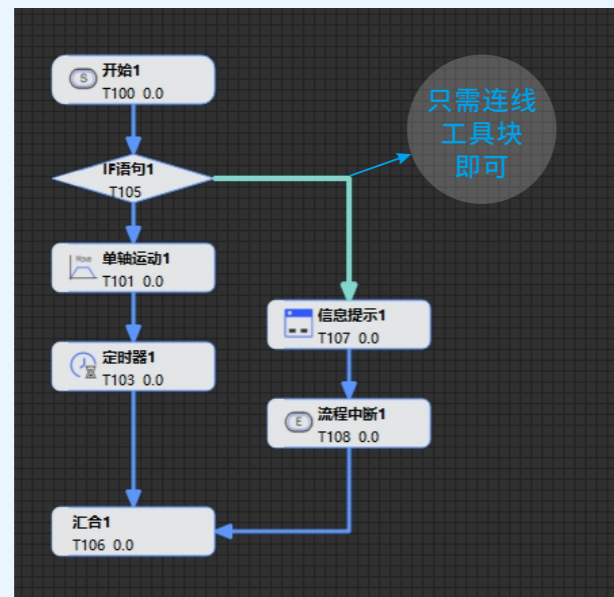 S
开始1
T100 0.0
只需连线
工具块
即可
IF语句1
T105
Move
单轴运动1
T101 0.0
信息提示1
T107 0.0
定时器1
T103 0.0
E
流程中断1
T108 0.0
汇合1
T106 0.0